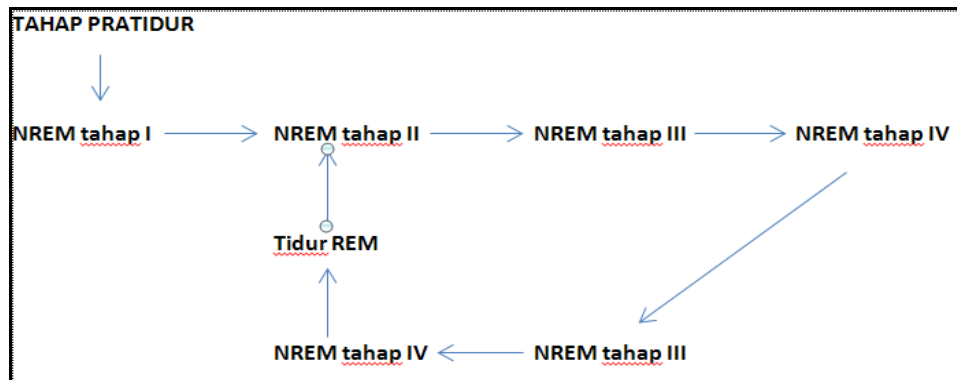 TAHAP PRATIDUR
NREM tahap I
NREM tahap II
NREM tahap III
NREM tahap IV
Tidur REM
NREM tahap IV
NREM tahap III